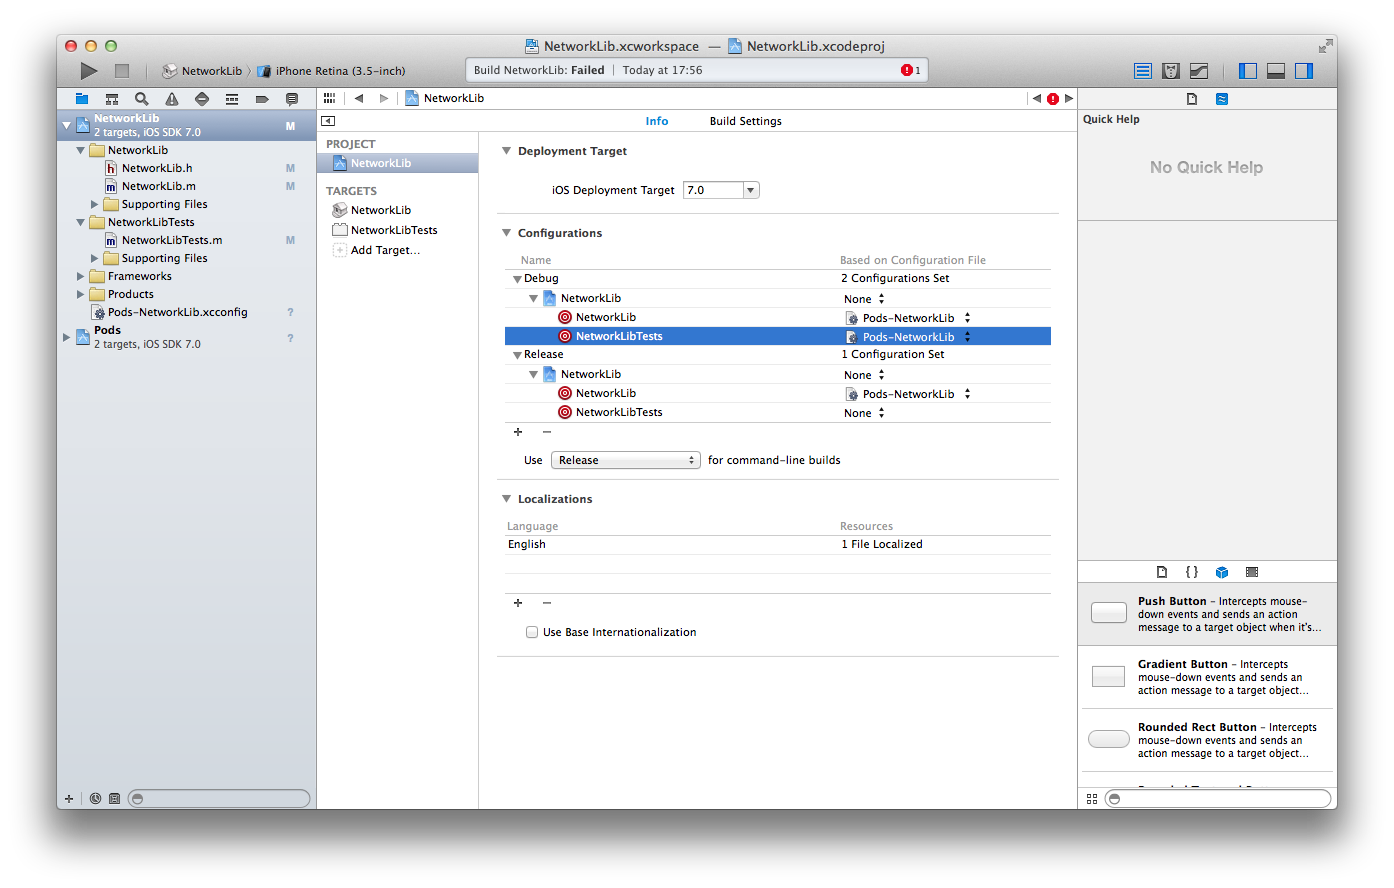 NetworkLib.xcworkspace — NetworkLib.xcodeproj
NetworkLib iPhone Retina (3.5-inch)
Build NetworkLib: Failed Today at 17:56
1
NetworkLib
2 targets, iOS SDK 7.0
M
NetworkLib
NetworkLib.h M
NetworkLib.m M
Supporting Files
NetworkLibTests
NetworkLibTests.m M
Supporting Files
Frameworks
Products
Pods-NetworkLib.xcconfig ?
Pods
2 targets, iOS SDK 7.0
?
NetworkLib
Info Build Settings
PROJECT
NetworkLib
TARGETS
NetworkLib
NetworkLibTests
Add Target...
Deployment Target
iOS Deployment Target 7.0
Configurations
Name Based on Configuration File
Debug 2 Configurations Set
NetworkLib None
NetworkLib Pods-NetworkLib
NetworkLibTests Pods-NetworkLib
Release 1 Configuration Set
NetworkLib None
NetworkLib Pods-NetworkLib
NetworkLibTests None
Use Release for command-line builds
Localizations
Language Resources
English 1 File Localized
Use Base Internationalization
Quick Help
No Quick Help
Push Button – Intercepts mouse-
down events and sends an action
message to a target object when it's...
Gradient Button – Intercepts
mouse-down events and sends an
action message to a target object...
Rounded Rect Button – Intercepts
mouse-down events and sends an
action message to a target object...